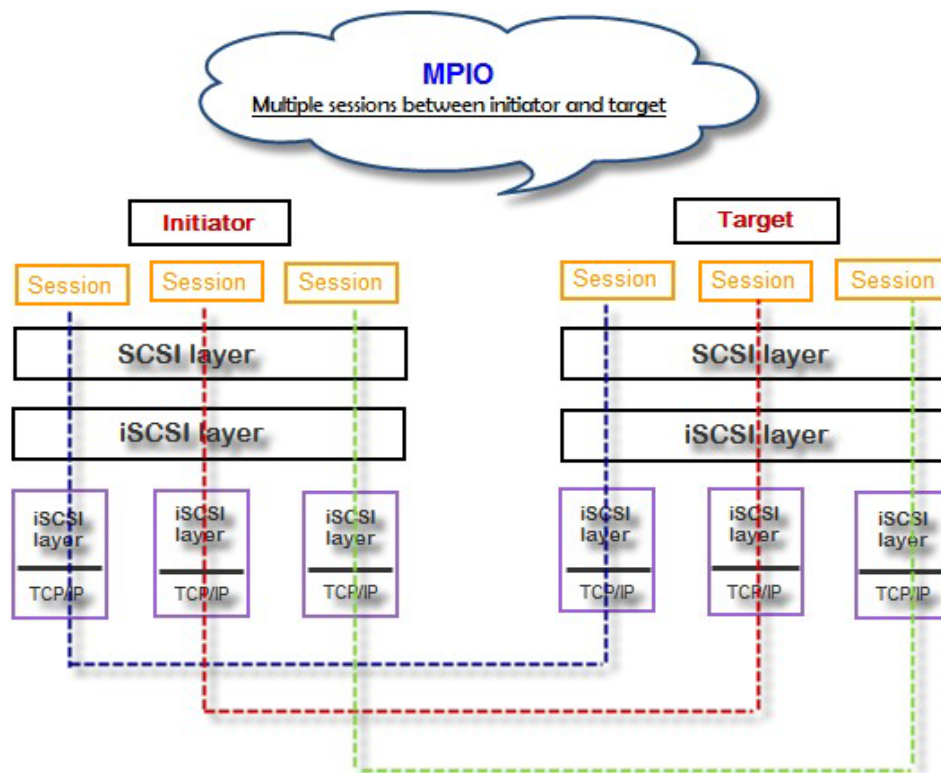 MPIO
Multiple sessions between initiator and target
Initiator
Target
Session
Session
Session
Session
Session
Session
SCSI layer
SCSI layer
iSCSI layer
iSCSI layer
iSCSI
layer
TCP/IP
iSCSI
layer
TCP/IP
iSCSI
layer
TCP/IP
iSCSI
layer
TCP/IP
iSCSI
layer
TCP/IP
iSCSI
layer
TCP/IP